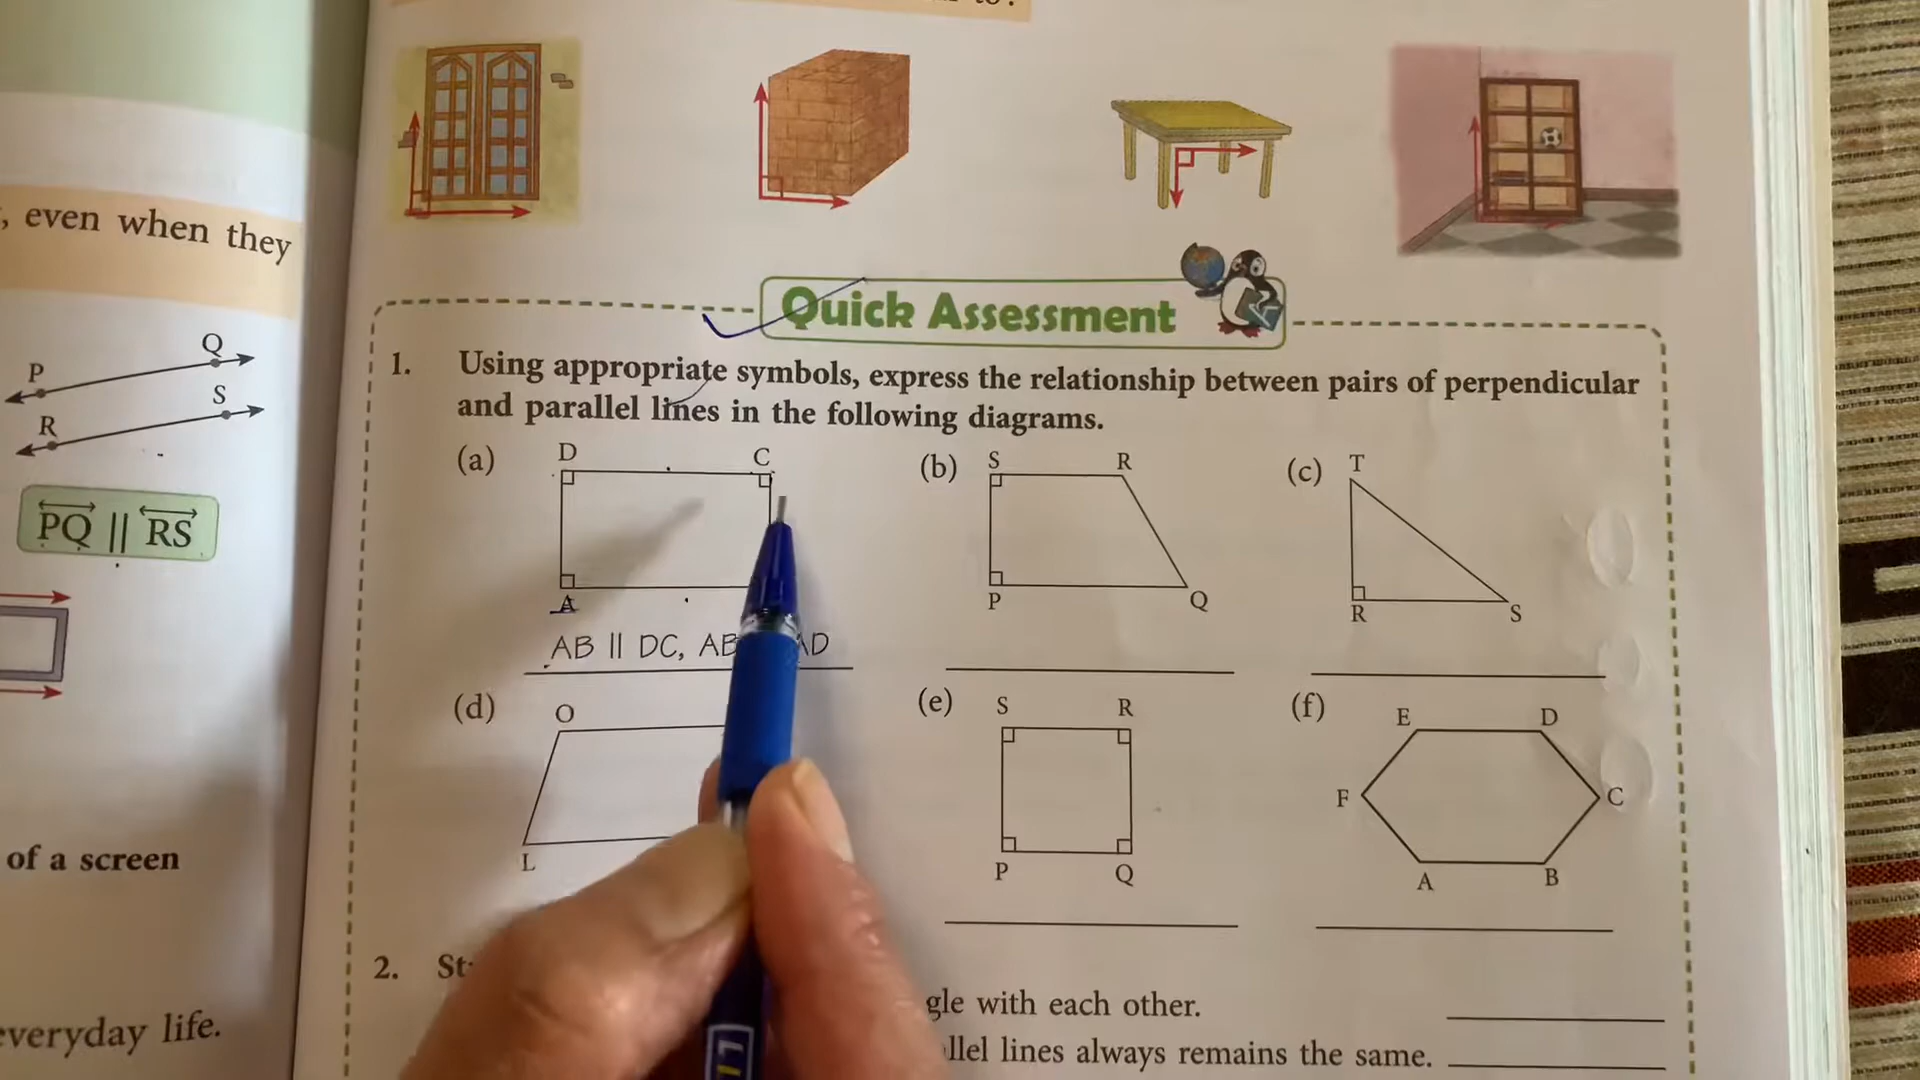 , even when they
P
Q
R
S
PQ || RS
of a screen
everyday life.
Quick Assessment
1. Using appropriate symbols, express the relationship between pairs of perpendicular
and parallel lines in the following diagrams.
(a) D C
A
AB || DC, AB AD
(b) S R
P Q
(c) T
R S
(d) O
L
(e) S R
P Q
(f) E D
F C
A B
2.
with each other.
lines always remains the same.